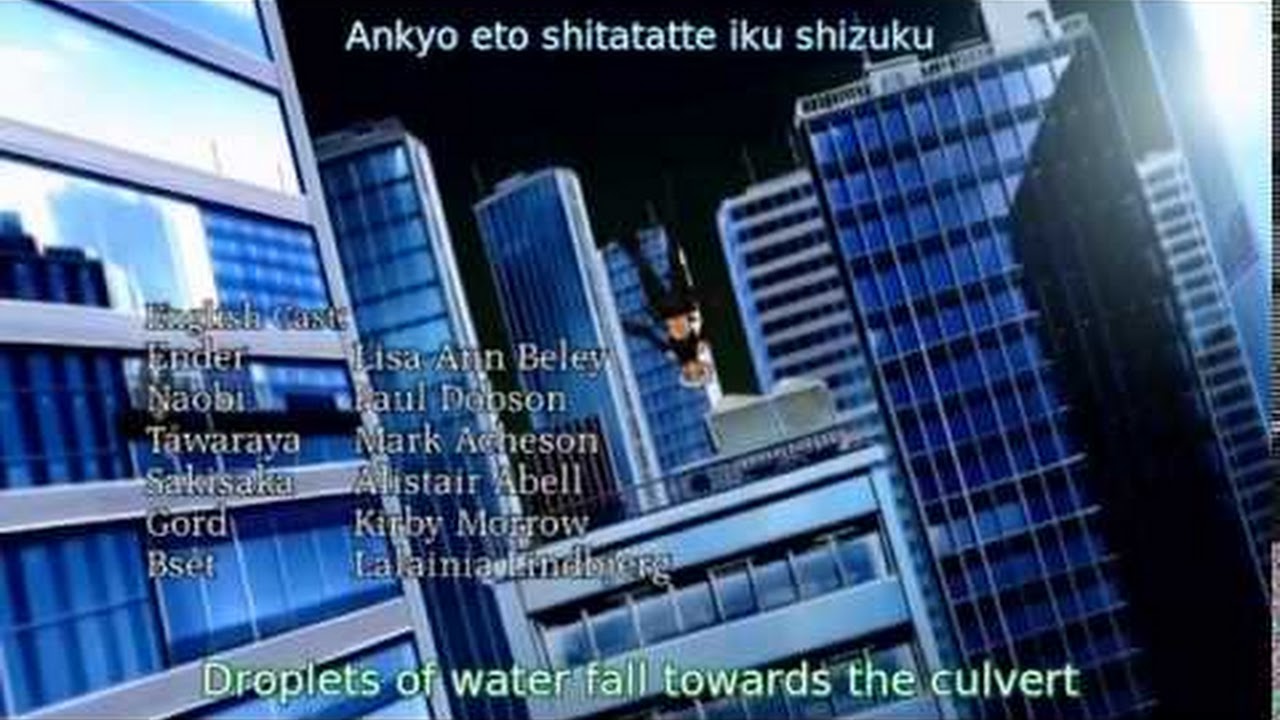 Ankyo eto shitatatte iku shizuku
English Cast:
Ender Lisa Ann Beley
Naobi Paul Dobson
Tawaraya Mark Acheson
Sakisaka Alistair Abell
Gord Kirby Morrow
Bset Lalainia Lindbjerg
Droplets of water fall towards the culvert